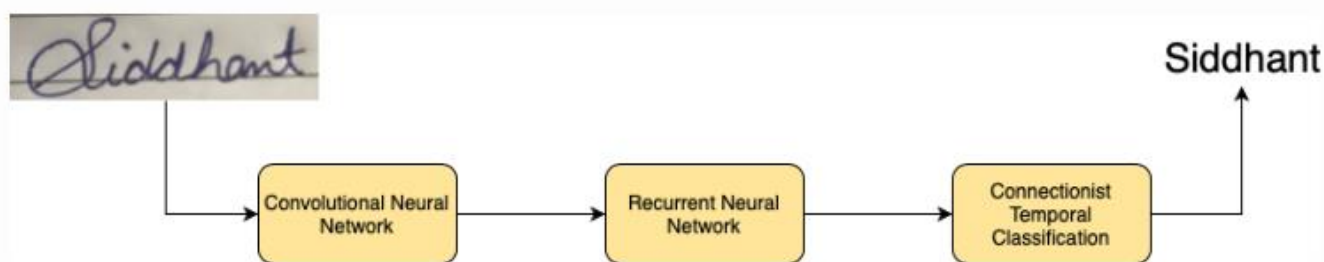 Siddhant
Siddhant
Convolutional Neural
Network
Recurrent Neural
Network
Connectionist
Temporal
Classification